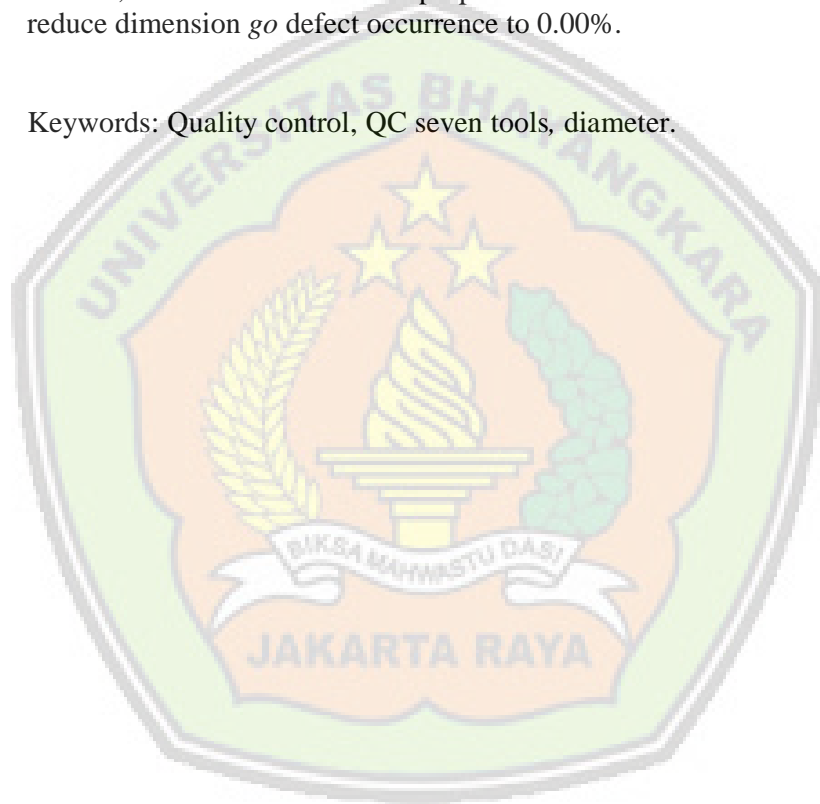 reduce dimension go defect occurrence to 0.00%.
Keywords: Quality control, QC seven tools, diameter.
UNIVERSITAS BHAYANGKARA
BIKSA MAHWASTU DASI
JAKARTA RAYA